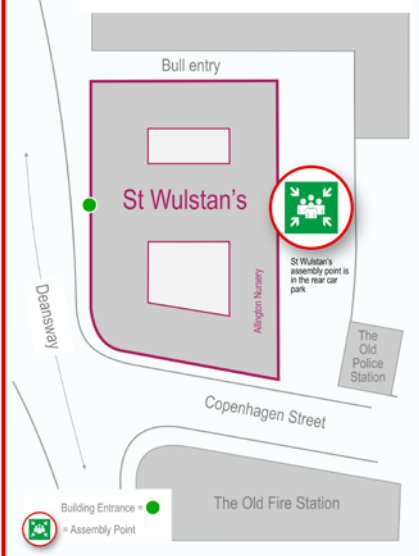 Bull entry
St Wulstan's
St Wulstan's
assembly point is
in the rear car
park
Allington Nursery
Deansway
The
Old
Police
Station
Copenhagen Street
The Old Fire Station
Building Entrance =
= Assembly Point